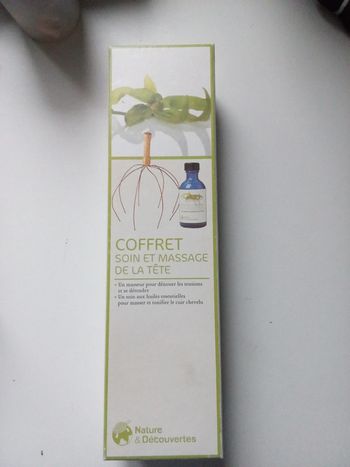 COFFRET
SOIN ET MASSAGE
DE LA TÊTE
• Un masseur pour dénouer les tensions
et se détendre
• Un soin aux huiles essentielles
pour masser et tonifier le cuir chevelu
Nature
& Découvertes